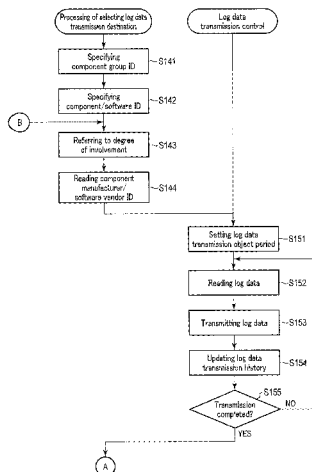 Processing of selecting log data
transmission destination
Log data
transmission control
Specifying
component group ID
S141
Specifying
component/software ID
S142
B
Referring to degree
of involvement
S143
Reading component
manufacturer/
software vendor ID
S144
Setting log data
transmission object period
S151
Reading log data
S152
Transmitting log data
S153
Updating log data
transmission history
S154
S155
Transmission
completed?
NO
YES
A